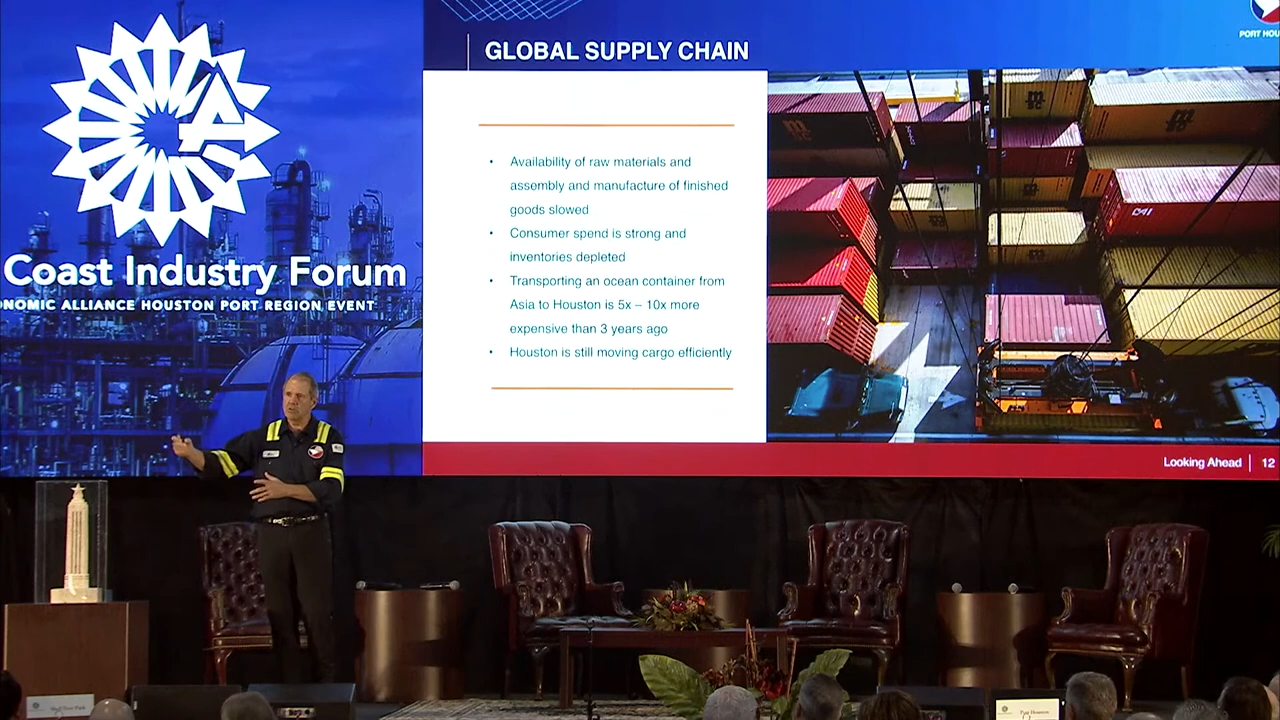 GLOBAL SUPPLY CHAIN
PORT HOU
Coast Industry Forum
NOMIC ALLIANCE HOUSTON PORT REGION EVENT
• Availability of raw materials and
assembly and manufacture of finished
goods slowed
• Consumer spend is strong and
inventories depleted
• Transporting an ocean container from
Asia to Houston is 5x – 10x more
expensive than 3 years ago
• Houston is still moving cargo efficiently
Looking Ahead | 12
Port Houston